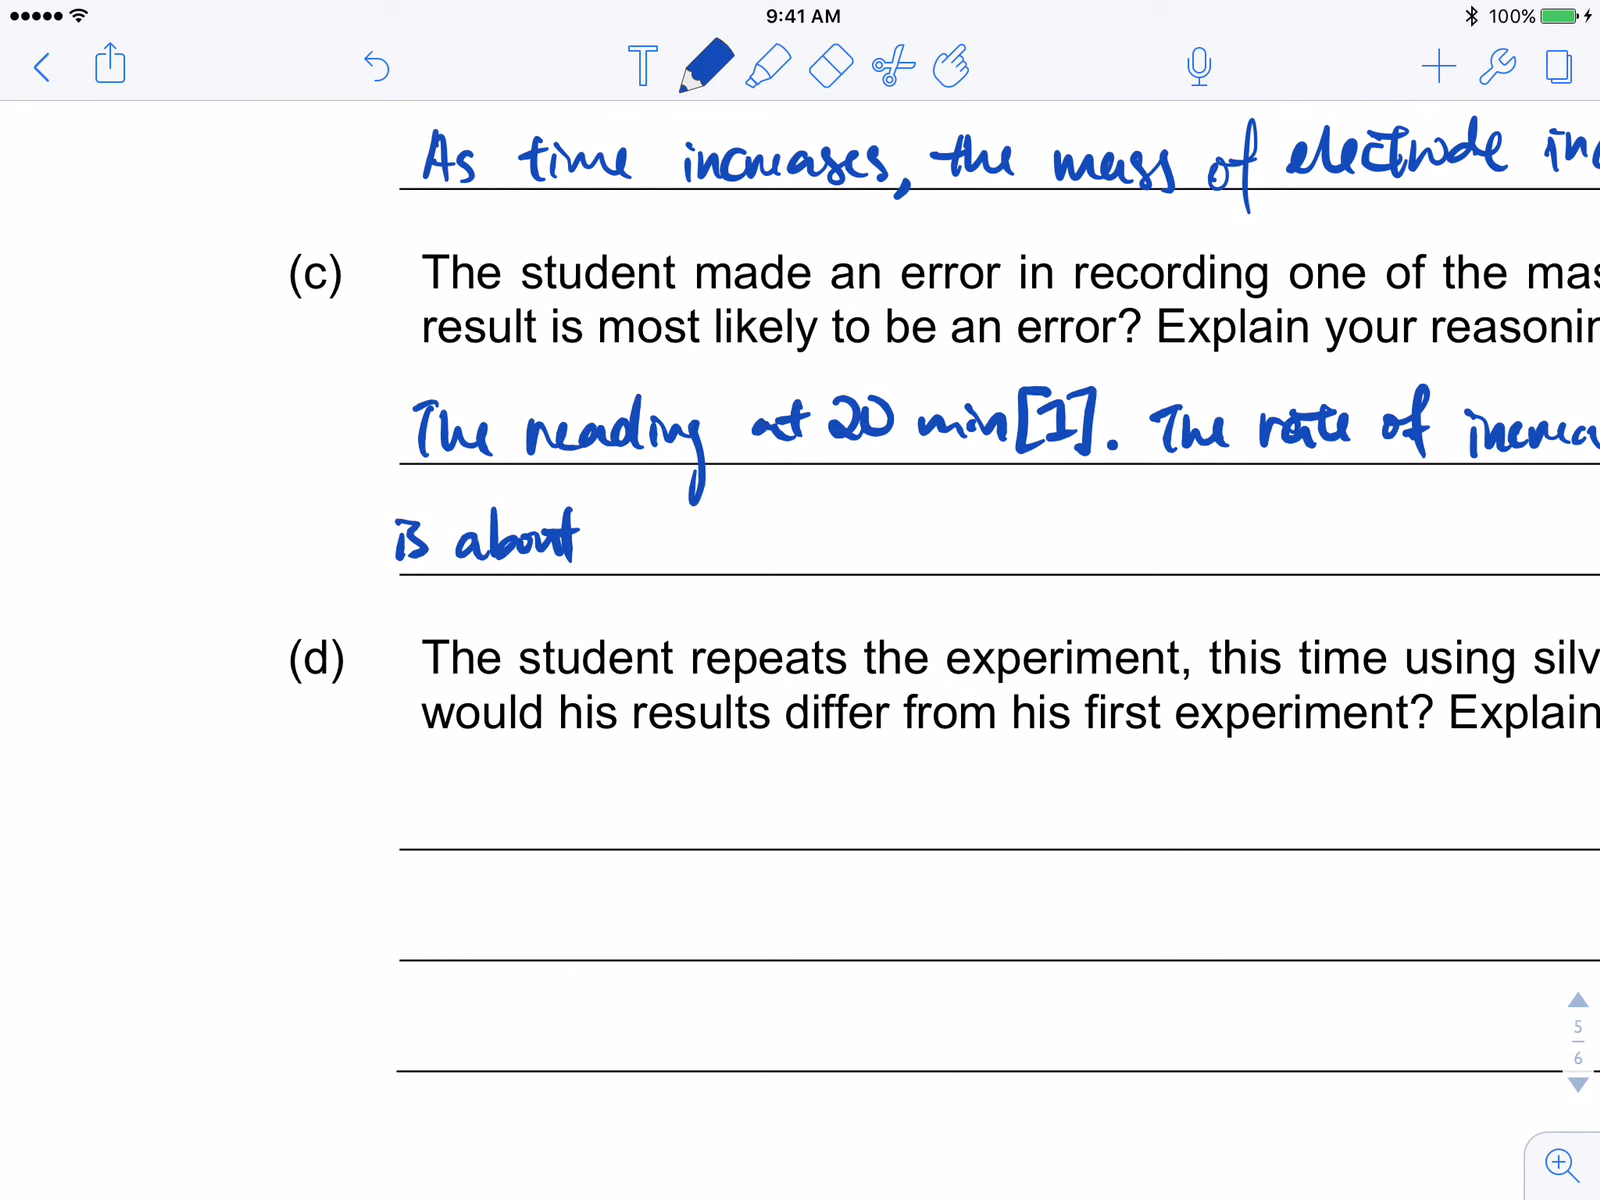 9:41 AM
100%
T
As time increases, the mass of electrode inc
(c) The student made an error in recording one of the mas
result is most likely to be an error? Explain your reasonin
The reading at 20 min [1]. The rate of increa
is about
(d) The student repeats the experiment, this time using silv
would his results differ from his first experiment? Explain
5
6